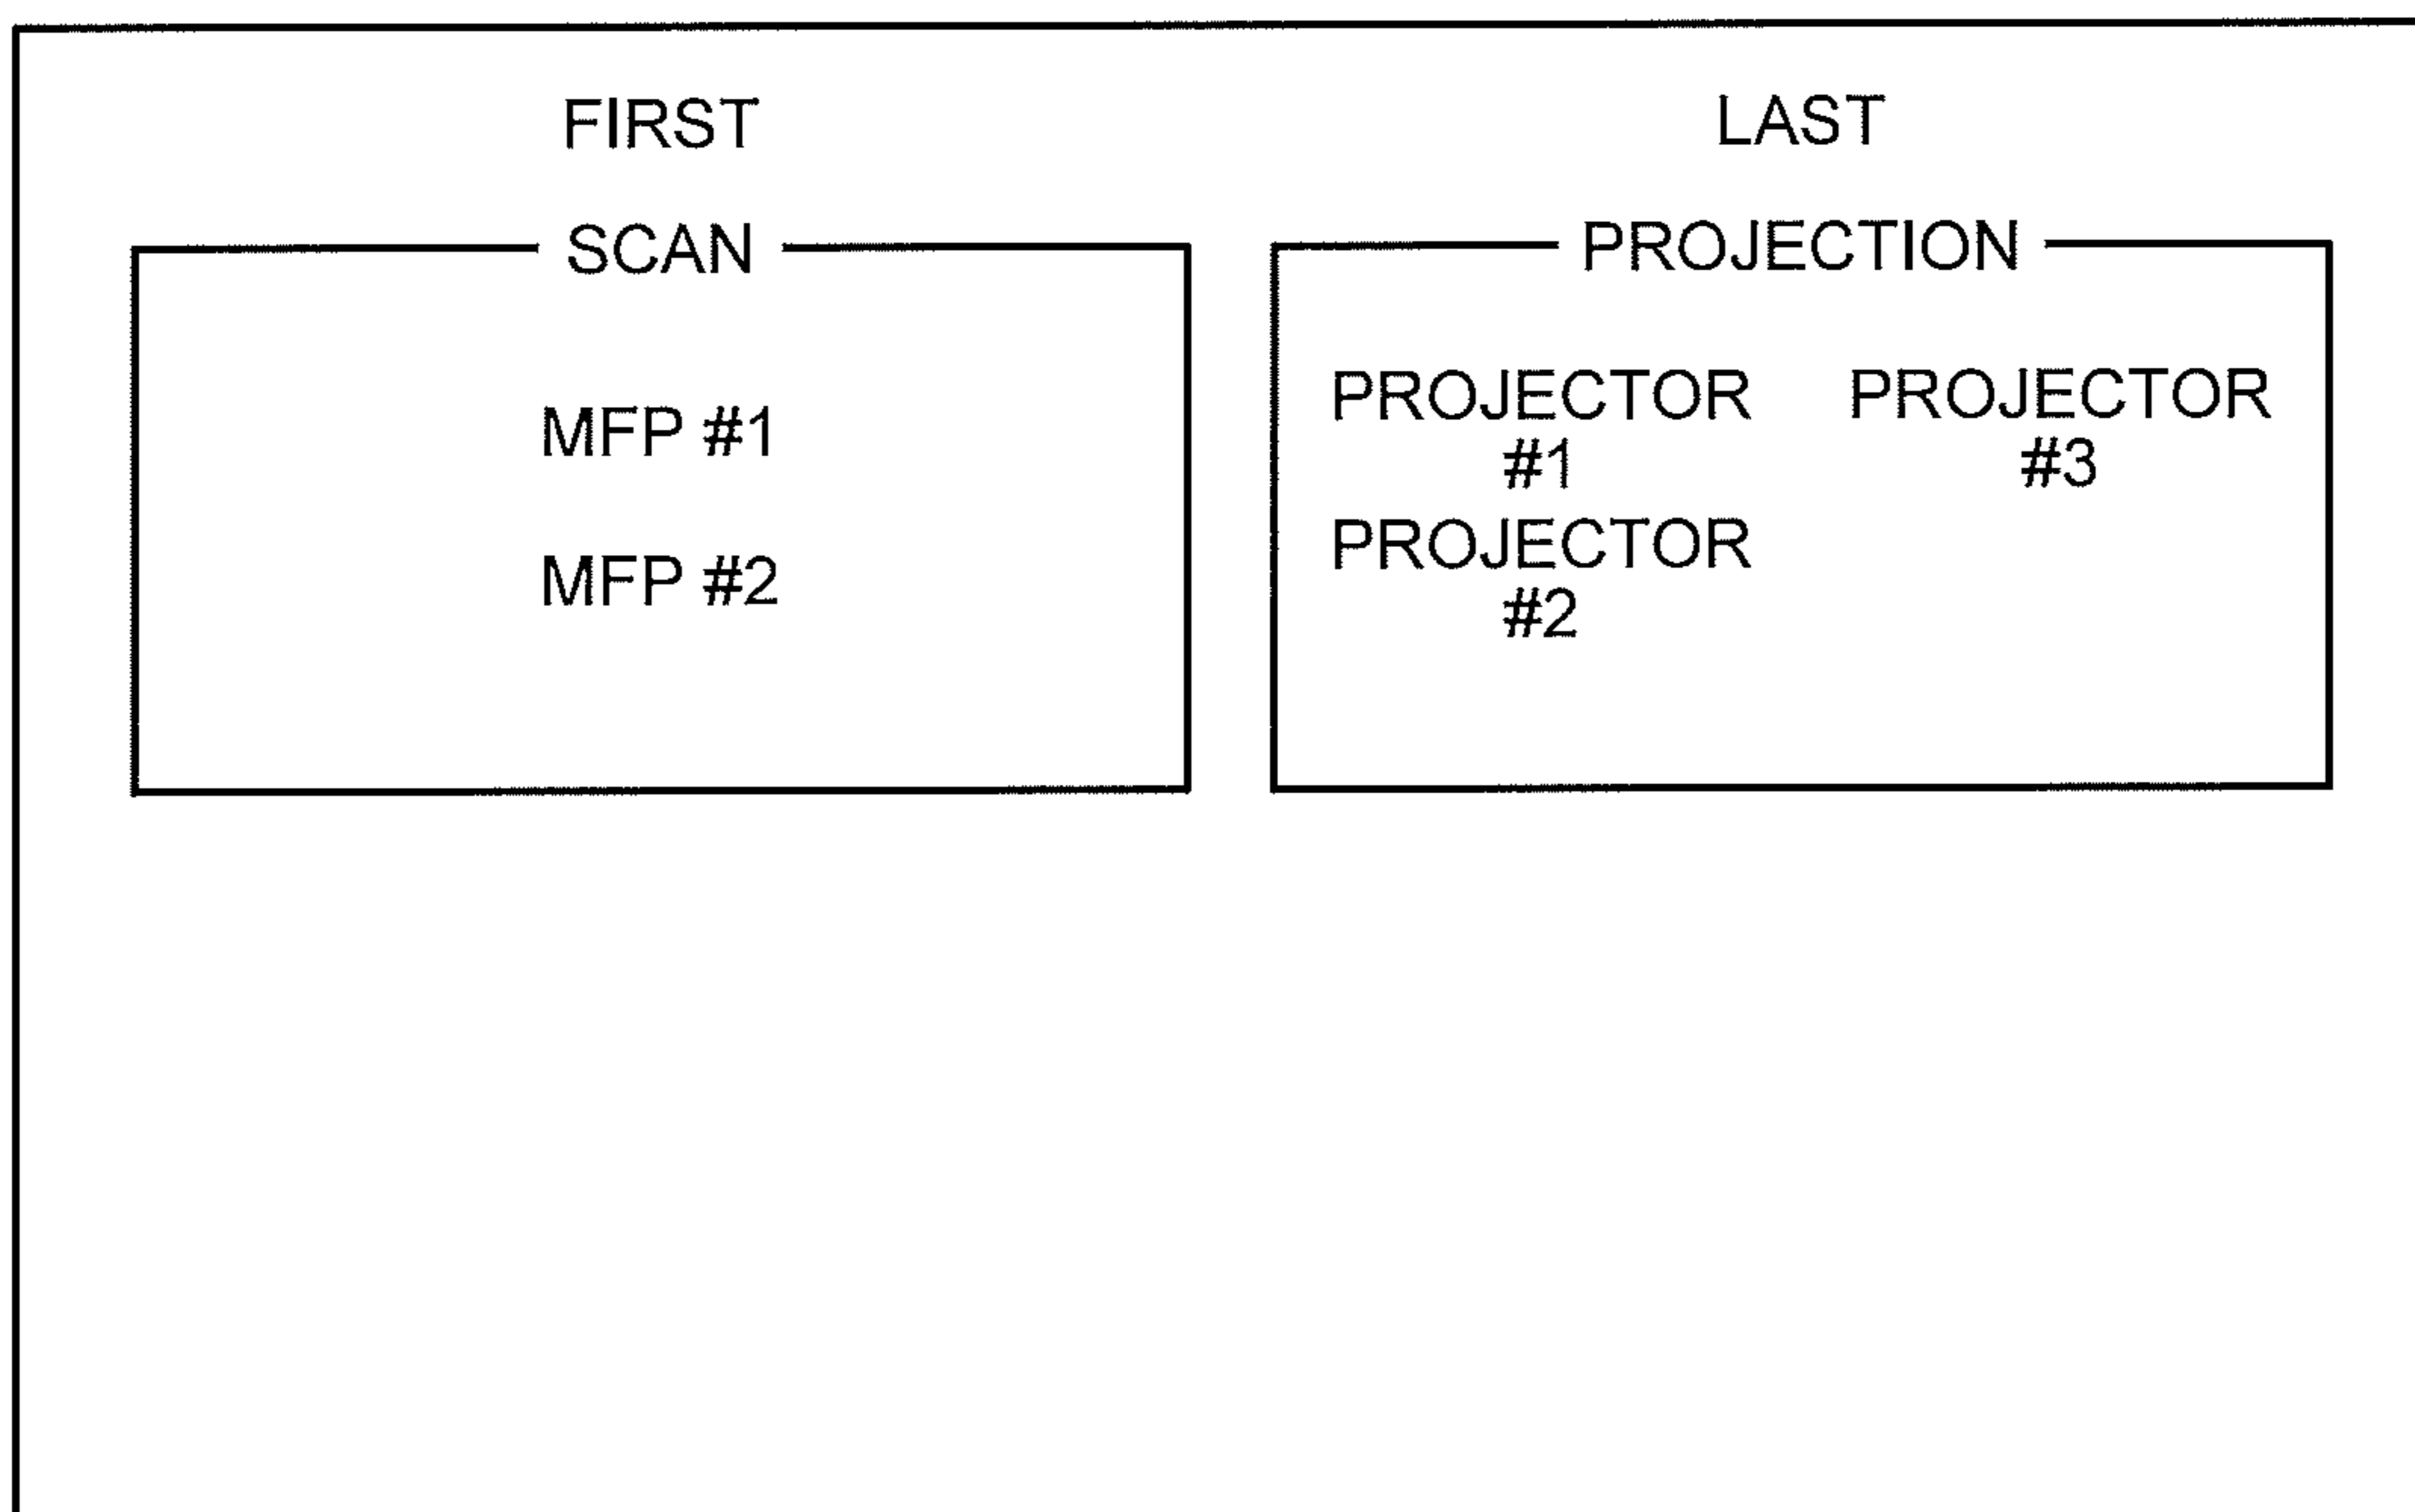 FIRST
SCAN
MFP #1
MFP #2
LAST
PROJECTION
PROJECTOR
#1
PROJECTOR
#2
PROJECTOR
#3